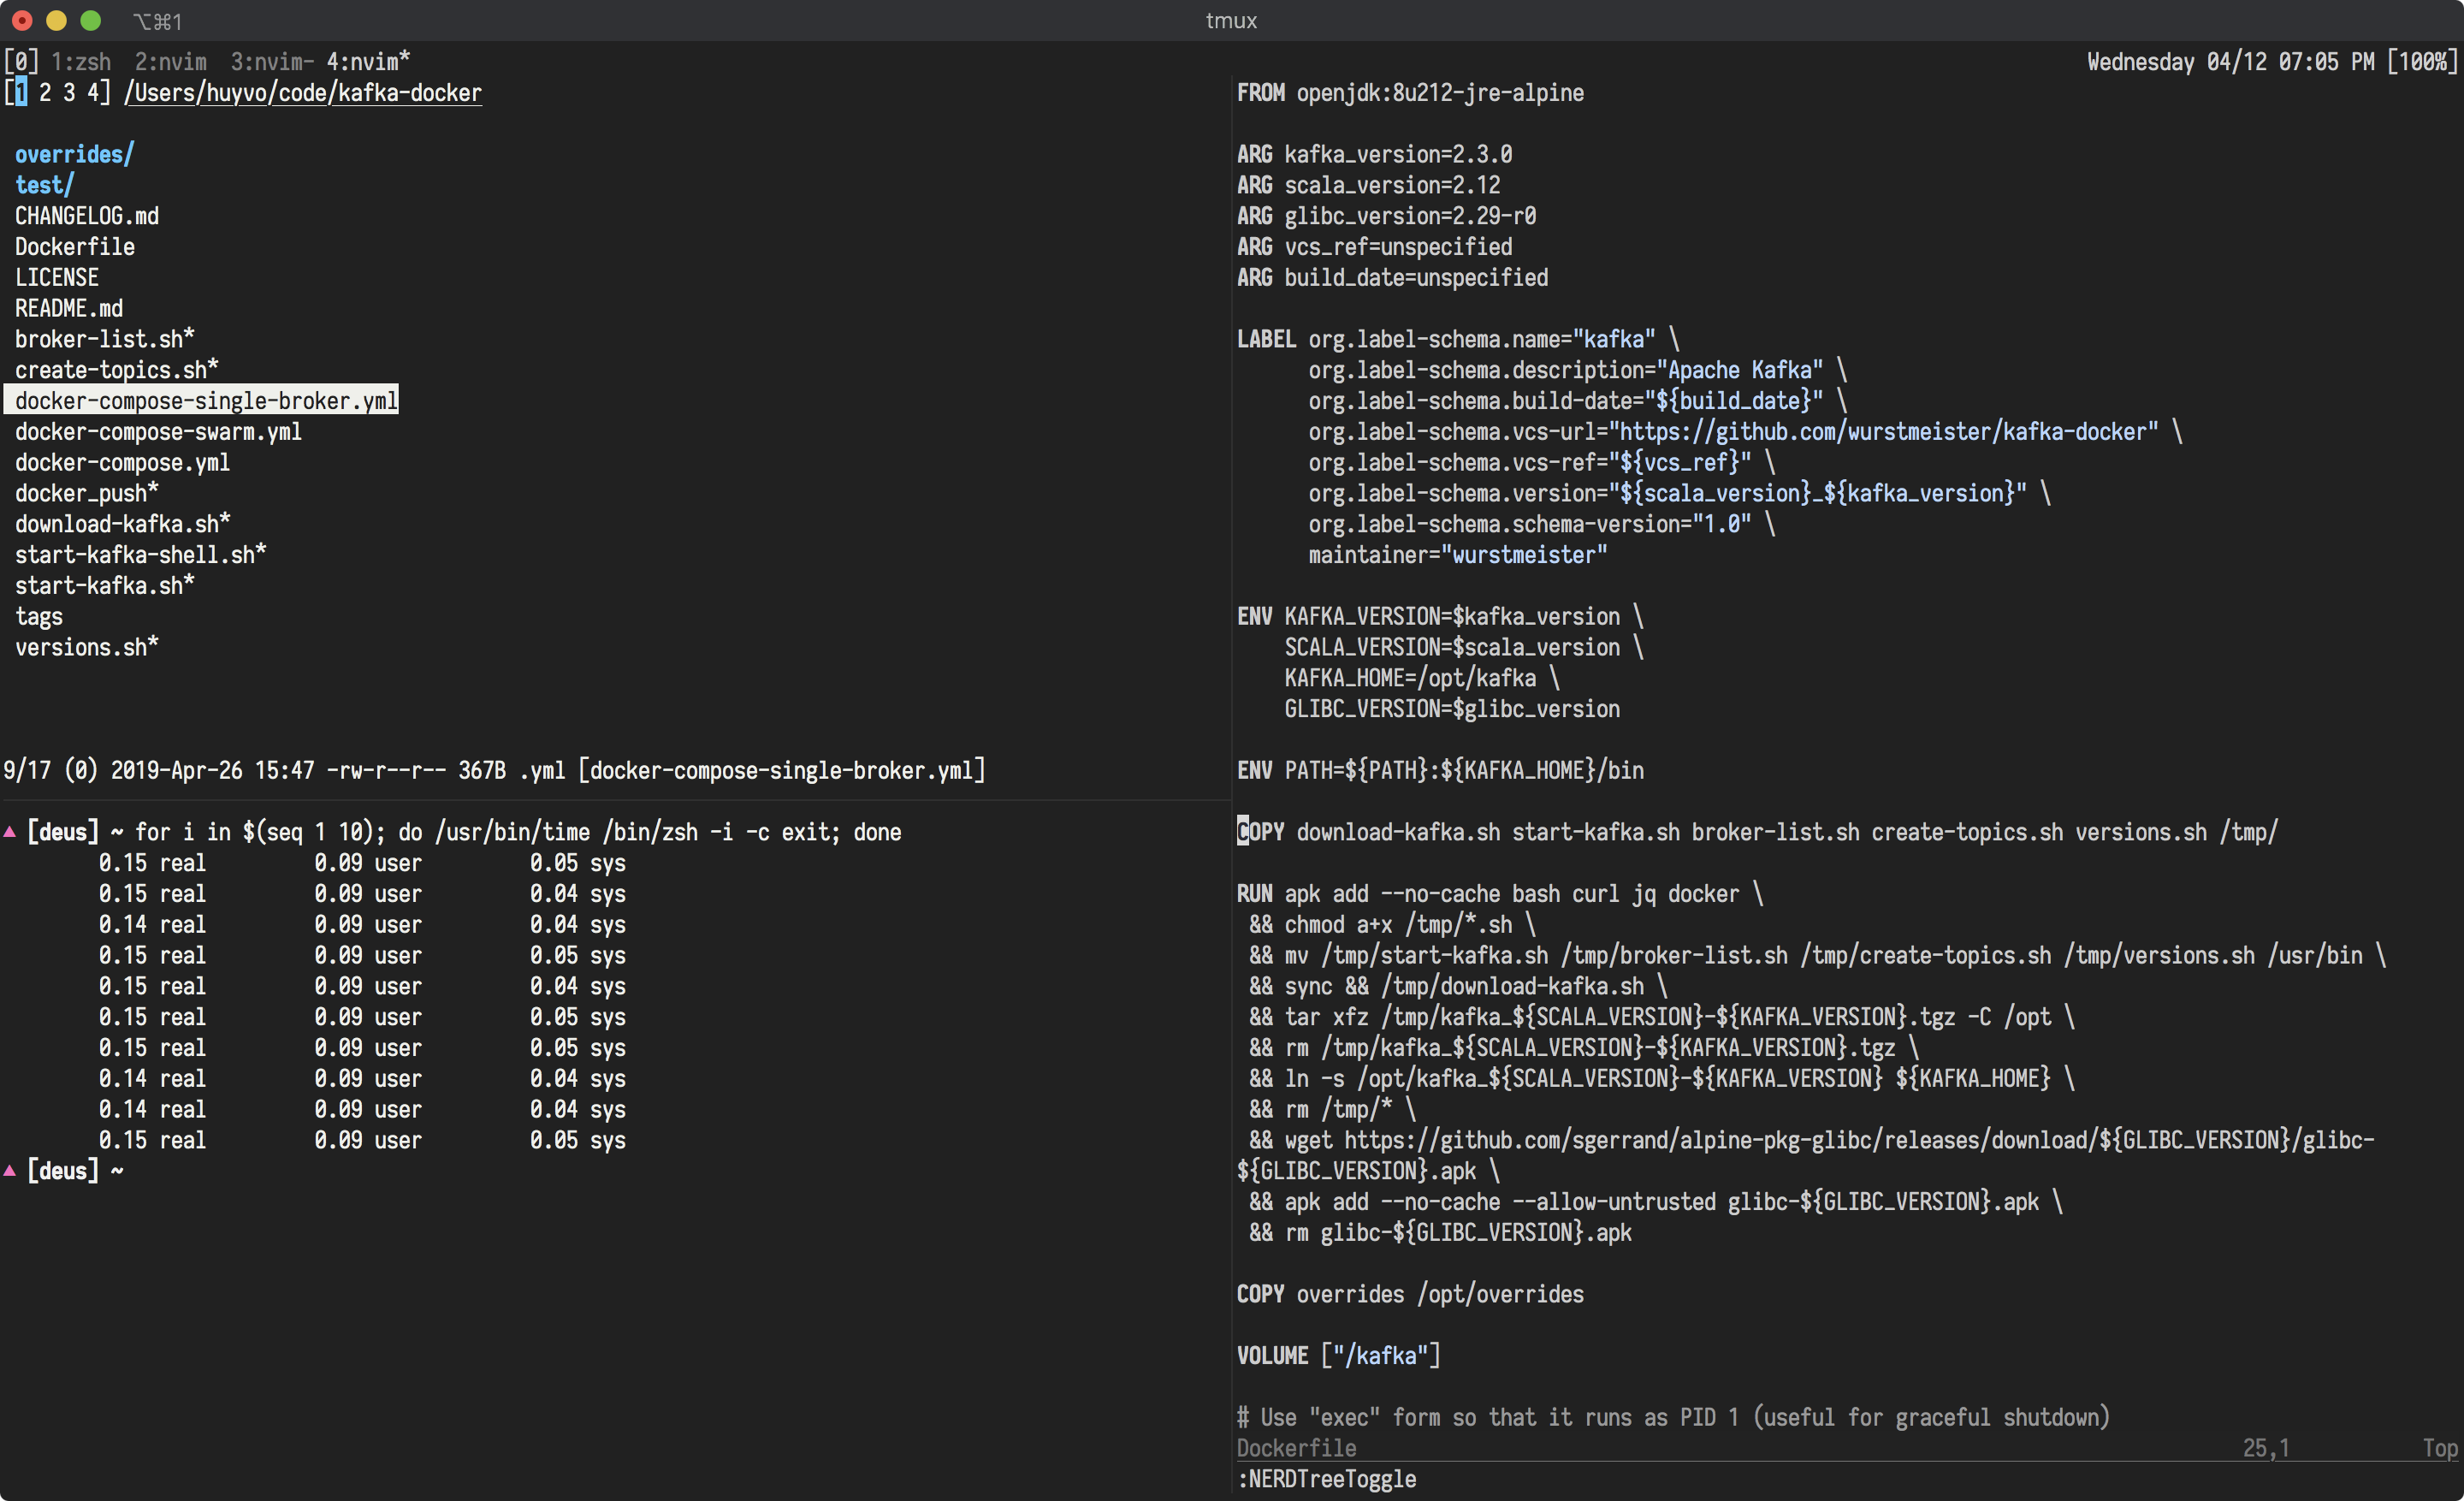 ⌥⌘1 tmux
[0] 1:zsh  2:nvim  3:nvim- 4:nvim* Wednesday 04/12 07:05 PM [100%]
[1 2 3 4] /Users/huyvo/code/kafka-docker
overrides/
test/
CHANGELOG.md
Dockerfile
LICENSE
README.md
broker-list.sh*
create-topics.sh*
docker-compose-single-broker.yml
docker-compose-swarm.yml
docker-compose.yml
docker_push*
download-kafka.sh*
start-kafka-shell.sh*
start-kafka.sh*
tags
versions.sh*
9/17 (0) 2019-Apr-26 15:47 -rw-r--r-- 367B .yml [docker-compose-single-broker.yml]
▲ [deus] ~ for i in $(seq 1 10); do /usr/bin/time /bin/zsh -i -c exit; done
0.15 real         0.09 user         0.05 sys
0.15 real         0.09 user         0.04 sys
0.14 real         0.09 user         0.04 sys
0.15 real         0.09 user         0.05 sys
0.15 real         0.09 user         0.04 sys
0.15 real         0.09 user         0.05 sys
0.15 real         0.09 user         0.05 sys
0.14 real         0.09 user         0.04 sys
0.14 real         0.09 user         0.04 sys
0.15 real         0.09 user         0.05 sys
▲ [deus] ~
FROM openjdk:8u212-jre-alpine
ARG kafka_version=2.3.0
ARG scala_version=2.12
ARG glibc_version=2.29-r0
ARG vcs_ref=unspecified
ARG build_date=unspecified
LABEL org.label-schema.name="kafka" \
org.label-schema.description="Apache Kafka" \
org.label-schema.build-date="${build_date}" \
org.label-schema.vcs-url="https://github.com/wurstmeister/kafka-docker" \
org.label-schema.vcs-ref="${vcs_ref}" \
org.label-schema.version="${scala_version}_${kafka_version}" \
org.label-schema.schema-version="1.0" \
maintainer="wurstmeister"
ENV KAFKA_VERSION=$kafka_version \
SCALA_VERSION=$scala_version \
KAFKA_HOME=/opt/kafka \
GLIBC_VERSION=$glibc_version
ENV PATH=${PATH}:${KAFKA_HOME}/bin
COPY download-kafka.sh start-kafka.sh broker-list.sh create-topics.sh versions.sh /tmp/
RUN apk add --no-cache bash curl jq docker \
&& chmod a+x /tmp/*.sh \
&& mv /tmp/start-kafka.sh /tmp/broker-list.sh /tmp/create-topics.sh /tmp/versions.sh /usr/bin \
&& sync && /tmp/download-kafka.sh \
&& tar xfz /tmp/kafka_${SCALA_VERSION}-${KAFKA_VERSION}.tgz -C /opt \
&& rm /tmp/kafka_${SCALA_VERSION}-${KAFKA_VERSION}.tgz \
&& ln -s /opt/kafka_${SCALA_VERSION}-${KAFKA_VERSION} ${KAFKA_HOME} \
&& rm /tmp/* \
&& wget https://github.com/sgerrand/alpine-pkg-glibc/releases/download/${GLIBC_VERSION}/glibc-
${GLIBC_VERSION}.apk \
&& apk add --no-cache --allow-untrusted glibc-${GLIBC_VERSION}.apk \
&& rm glibc-${GLIBC_VERSION}.apk
COPY overrides /opt/overrides
VOLUME ["/kafka"]
# Use "exec" form so that it runs as PID 1 (useful for graceful shutdown)
Dockerfile 25,1 Top
:NERDTreeToggle